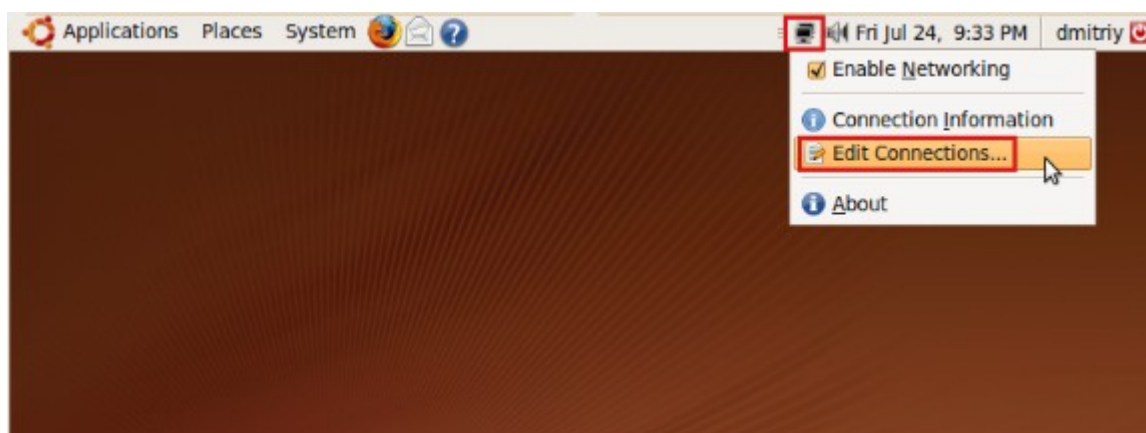 Applications Places System Fri Jul 24, 9:33 PM dmitriy
Enable Networking
Connection Information
Edit Connections...
About